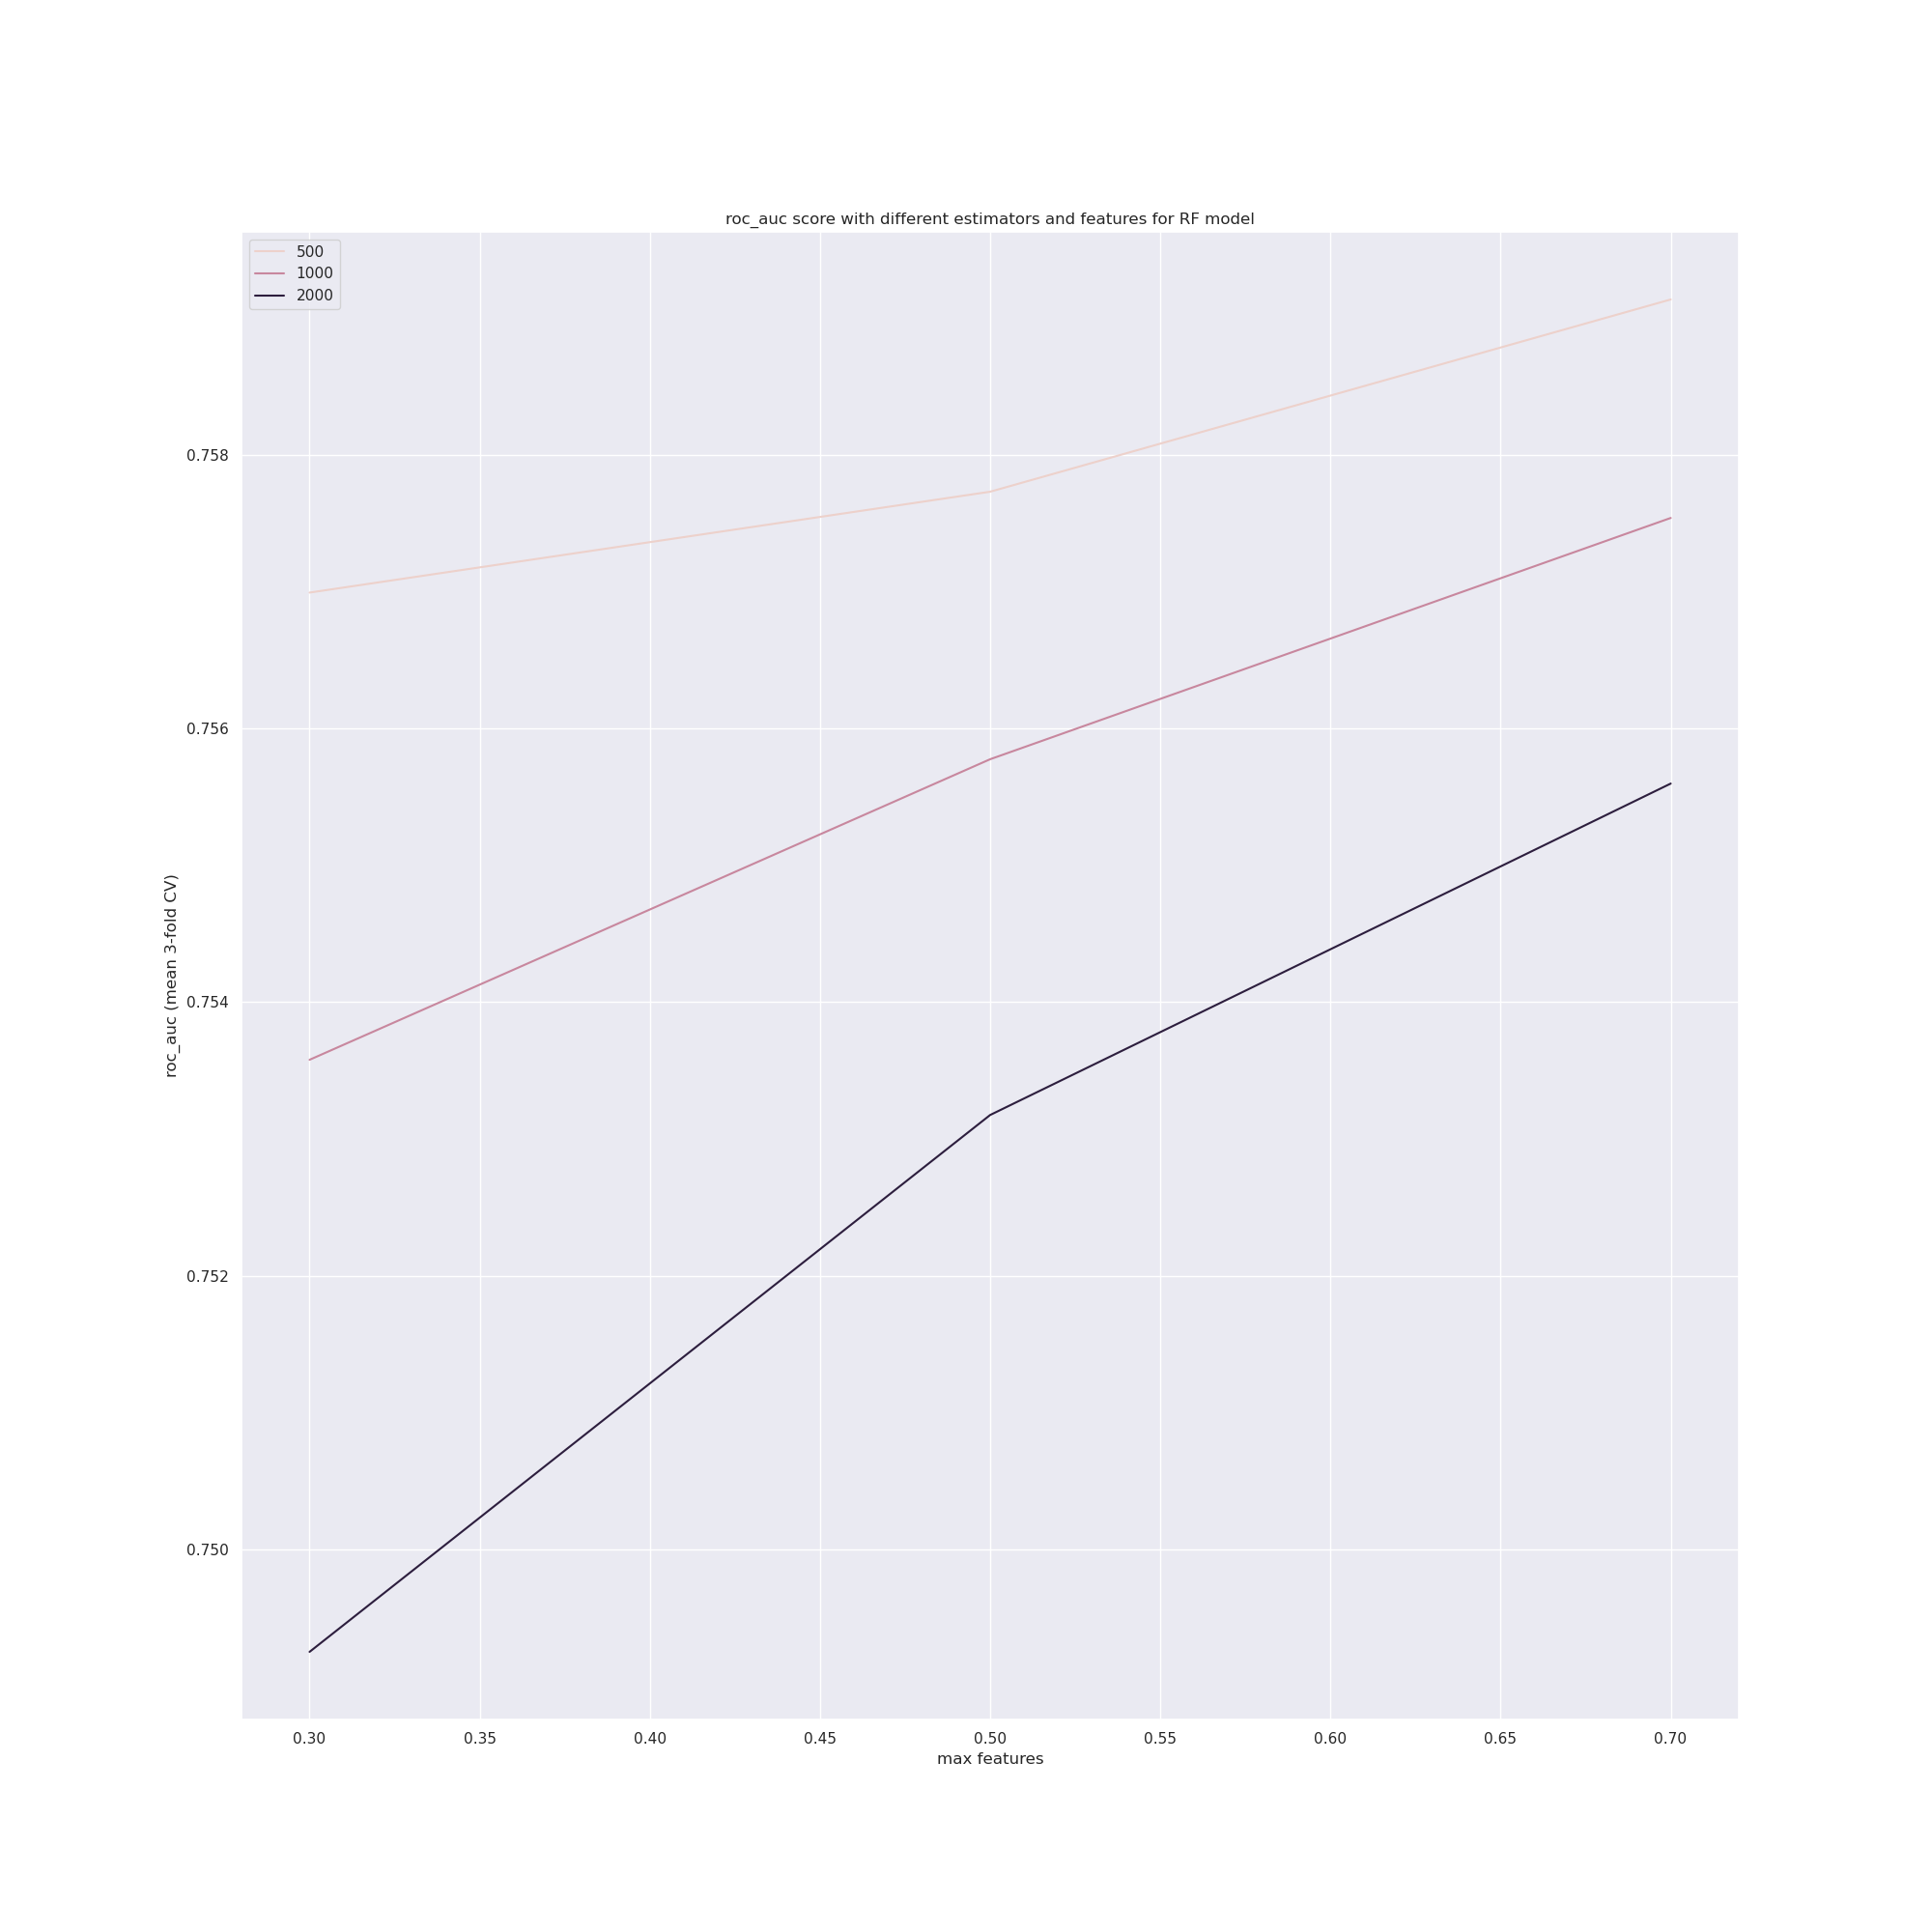 roc_auc score with different estimators and features for RF model
500
1000
2000
0.758
0.756
0.754
0.752
0.750
roc_auc (mean 3-fold CV)
0.30 0.35 0.40 0.45 0.50 0.55 0.60 0.65 0.70
max features